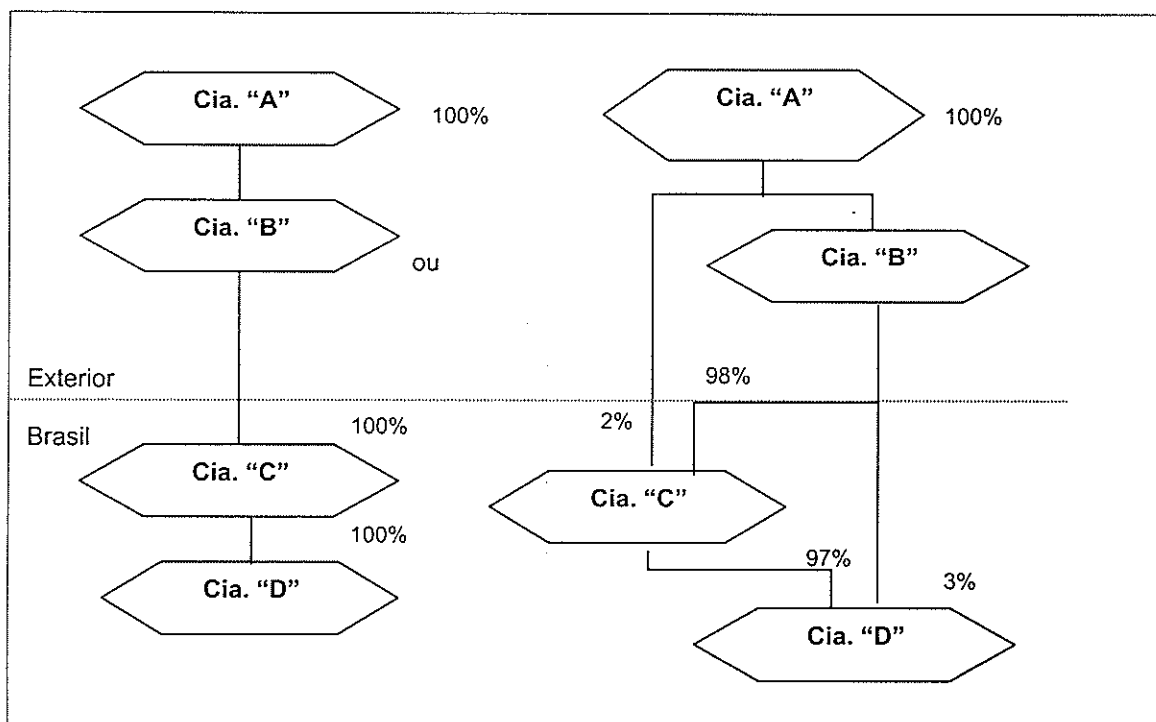 Cia. "A"
100%
Cia. "B"
ou
Exterior
Brasil
100%
Cia. "C"
100%
Cia. "D"
Cia. "A"
100%
Cia. "B"
98%
2%
Cia. "C"
97%
3%
Cia. "D"